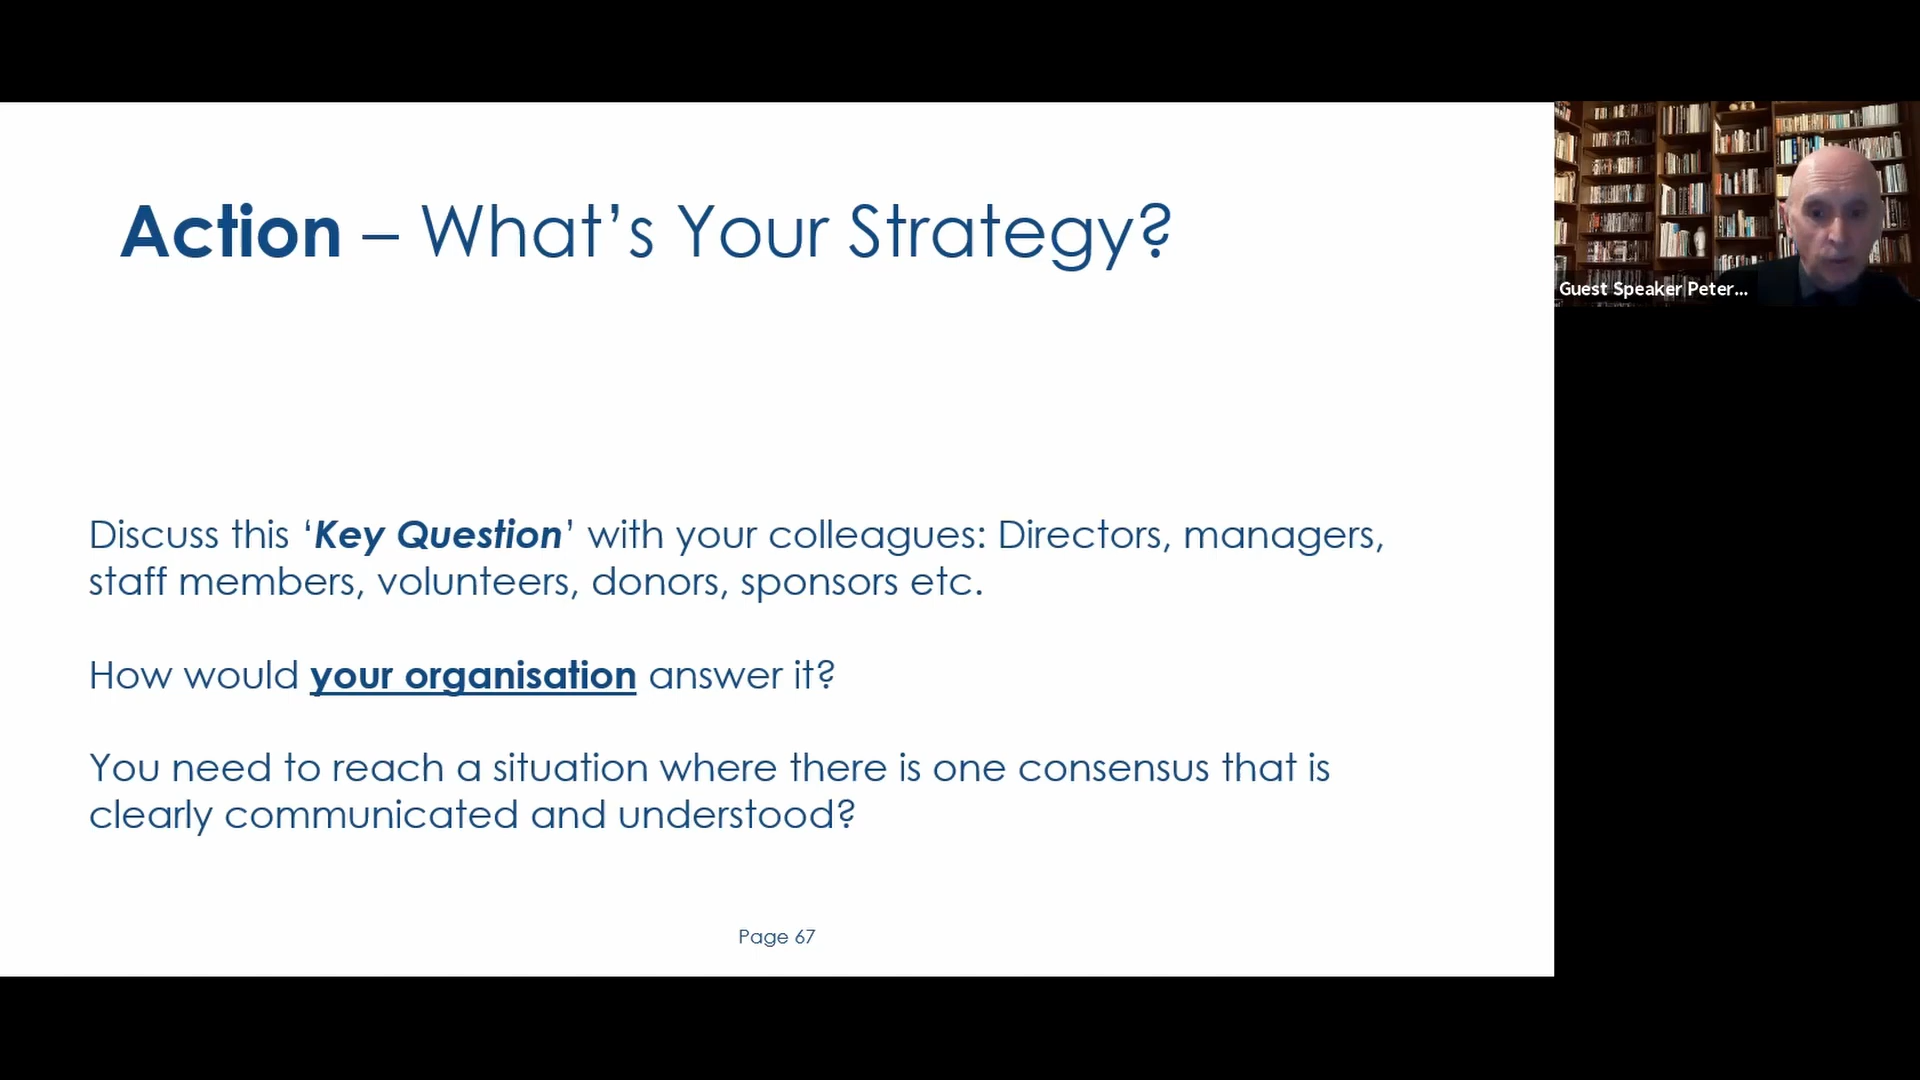 Action – What’s Your Strategy?
Guest Speaker Peter...
Discuss this ‘Key Question’ with your colleagues: Directors, managers,
staff members, volunteers, donors, sponsors etc.
How would your organisation answer it?
You need to reach a situation where there is one consensus that is
clearly communicated and understood?
Page 67